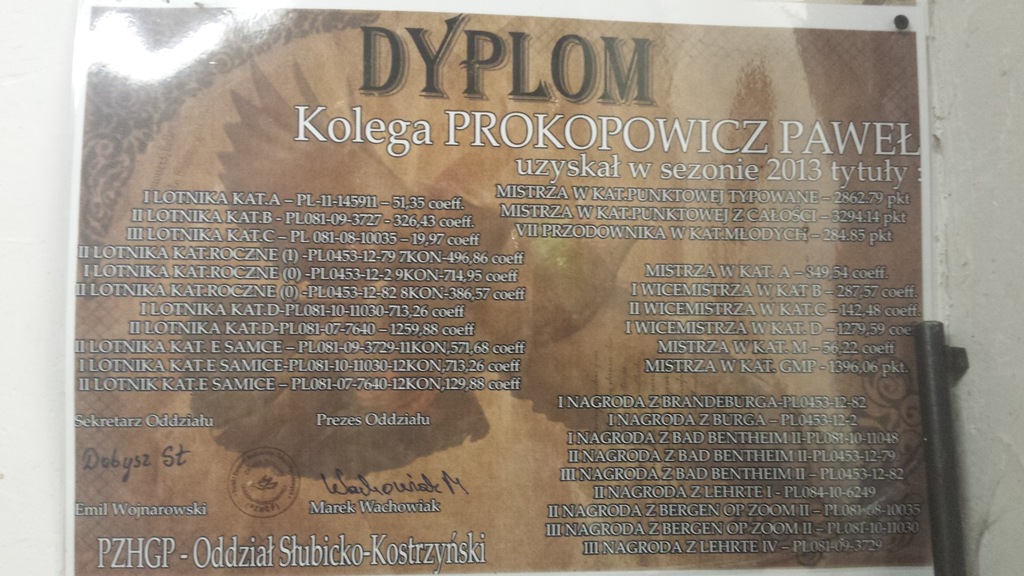 DYPLOM
Kolega PROKOPOWICZ PAWEŁ
uzyskał w sezonie 2013 tytuły :
I LOTNIKA KAT.A – PL-11-145911 – 51,35 coeff.
II LOTNIKA KAT.B - PL081-09-3727 - 326,43 coeff.
III LOTNIKA KAT.C – PL 081-08-10035 – 19,97 coeff
II LOTNIKA KAT.ROCZNE (1) -PL0453-12-79 7KON-496,86 coeff
I LOTNIKA KAT.ROCZNE (0) -PL0453-12-2 9KON-714,95 coeff
II LOTNIKA KAT.ROCZNE (0) -PL0453-12-82 8KON-386,57 coeff
I LOTNIKA KAT.D-PL081-10-11030-713,26 coeff
II LOTNIKA KAT.D-PL081-07-7640 – 1259,88 coeff
II LOTNIKA KAT. E SAMCE – PL081-09-3729-11KON,571,68 coeff
I LOTNIKA KAT.E SAMCE – PL081-10-11030-12KON,713,26 coeff
II LOTNIK KAT.E SAMICE – PL081-07-7640-12KON,129,88 coeff
MISTRZA W KAT.PUNKTOWEJ TYPOWANE – 2862.79 pkt
MISTRZA W KAT.PUNKTOWEJ Z CAŁOŚCI – 3294.14 pkt
VII PRZODOWNIKA W KAT.MŁODYCH – 284.85 pkt
MISTRZA W KAT. A – 849,54 coeff.
I WICEMISTRZA W KAT B – 287,57 coeff.
II WICEMISTRZA W KAT.C – 142,48 coeff.
I WICEMISTRZA W KAT. D – 1279,59 coe
MISTRZA W KAT. M – 56,22 coeff
MISTRZA W KAT. GMP -1396,06 pkt.
I NAGRODA Z BRANDEBURGA-PL0453-12-82
I NAGRODA Z BURGA – PL0453-12-2
I NAGRODA Z BAD BENTHEIM II-PL081-10-11048
II NAGRODA Z BAD BENTHEIM II-PL0453-12-79
III NAGRODA Z BAD BENTHEIM II – PL0453-12-82
II NAGRODA Z LEHRTE I - PL084-10-6249
II NAGRODA Z BERGEN OP ZOOM II – PL081-08-10035
III NAGRODA Z BERGEN OP ZOOM II – PL081-10-11030
III NAGRODA Z LEHRTE IV – PL081-09-3729
Sekretarz Oddziału
Prezes Oddziału
Dobysz St
Wachowiak M
Emil Wojnarowski
Marek Wachowiak
PZHGP - Oddział Słubicko-Kostrzyński